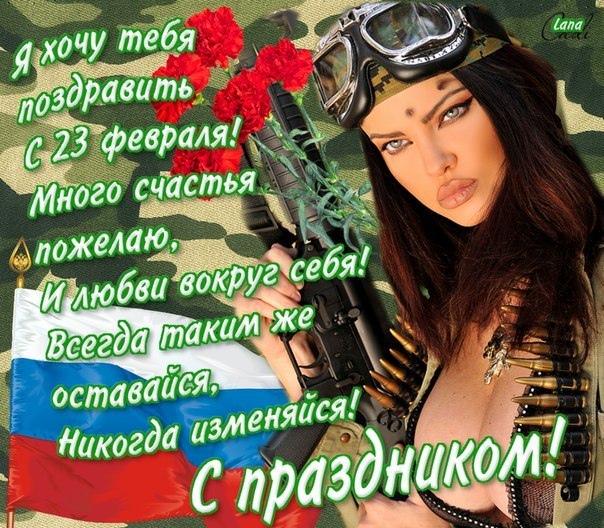 Lana
Я хочу тебя
поздравить
С 23 февраля!
Много счастья
пожелаю,
И любви вокруг себя!
Всегда таким же
оставайся,
Никогда изменяйся!
С праздником!